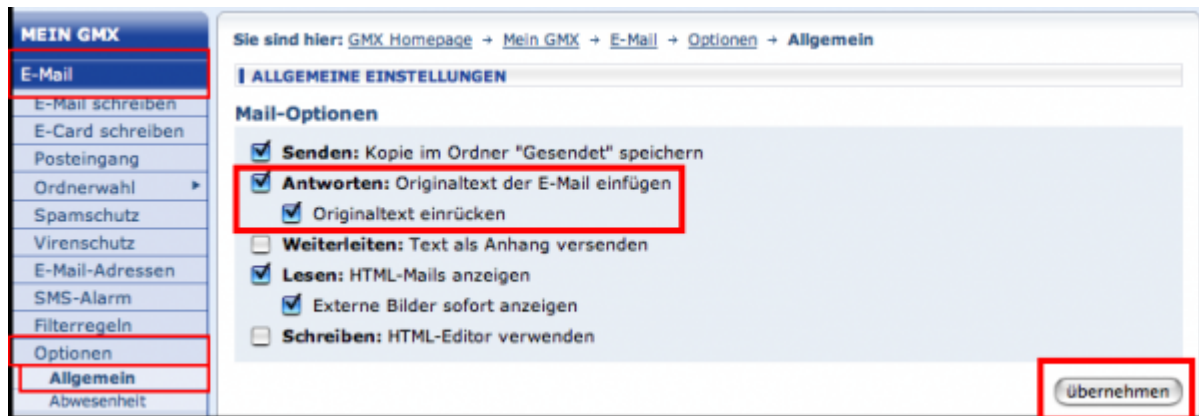 MEIN GMX
E-Mail
E-Mail schreiben
E-Card schreiben
Posteingang
Ordnerwahl
Spamschutz
Virenschutz
E-Mail-Adressen
SMS-Alarm
Filterregeln
Optionen
Allgemein
Abwesenheit
Sie sind hier: GMX Homepage → Mein GMX → E-Mail → Optionen → Allgemein
ALLGEMEINE EINSTELLUNGEN
Mail-Optionen
Senden: Kopie im Ordner "Gesendet" speichern
Antworten: Originaltext der E-Mail einfügen
Originaltext einrücken
Weiterleiten: Text als Anhang versenden
Lesen: HTML-Mails anzeigen
Externe Bilder sofort anzeigen
Schreiben: HTML-Editor verwenden
übernehmen